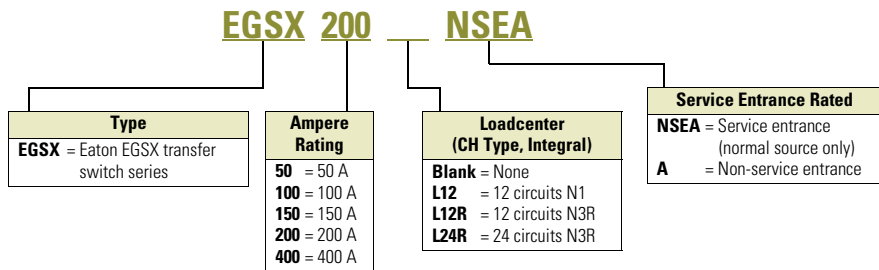 EGSX 200 __ NSEA
Type
EGSX = Eaton EGSX transfer
switch series
Ampere
Rating
50 = 50 A
100 = 100 A
150 = 150 A
200 = 200 A
400 = 400 A
Loadcenter
(CH Type, Integral)
Blank = None
L12 = 12 circuits N1
L12R = 12 circuits N3R
L24R = 24 circuits N3R
Service Entrance Rated
NSEA = Service entrance
(normal source only)
A = Non-service entrance